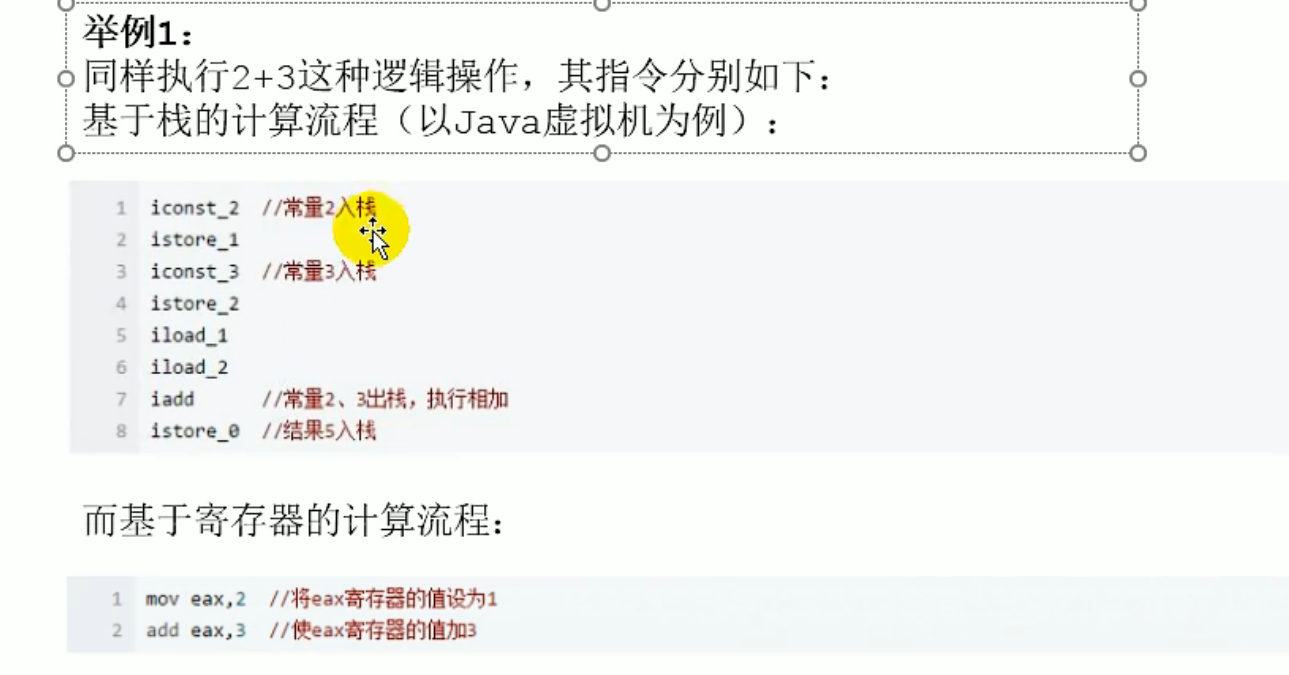 举例1：
同样执行2+3这种逻辑操作，其指令分别如下：
基于栈的计算流程（以Java虚拟机为例）：
1 iconst_2 //常量2入栈
2 istore_1
3 iconst_3 //常量3入栈
4 istore_2
5 iload_1
6 iload_2
7 iadd //常量2、3出栈，执行相加
8 istore_0 //结果5入栈
而基于寄存器的计算流程：
1 mov eax,2 //将eax寄存器的值设为1
2 add eax,3 //使eax寄存器的值加3